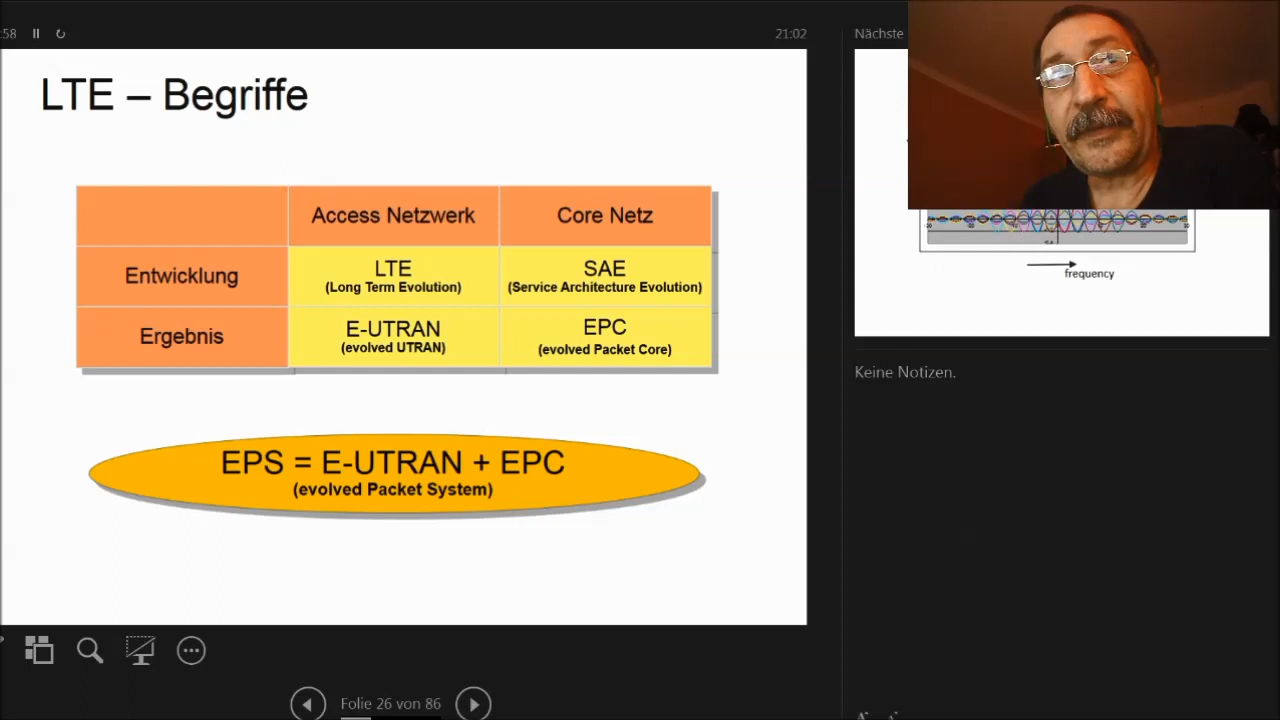 :58
21:02
Nächste
LTE – Begriffe
Access Netzwerk
Core Netz
Entwicklung
LTE
(Long Term Evolution)
SAE
(Service Architecture Evolution)
Ergebnis
E-UTRAN
(evolved UTRAN)
EPC
(evolved Packet Core)
EPS = E-UTRAN + EPC
(evolved Packet System)
frequency
Keine Notizen.
Folie 26 von 86